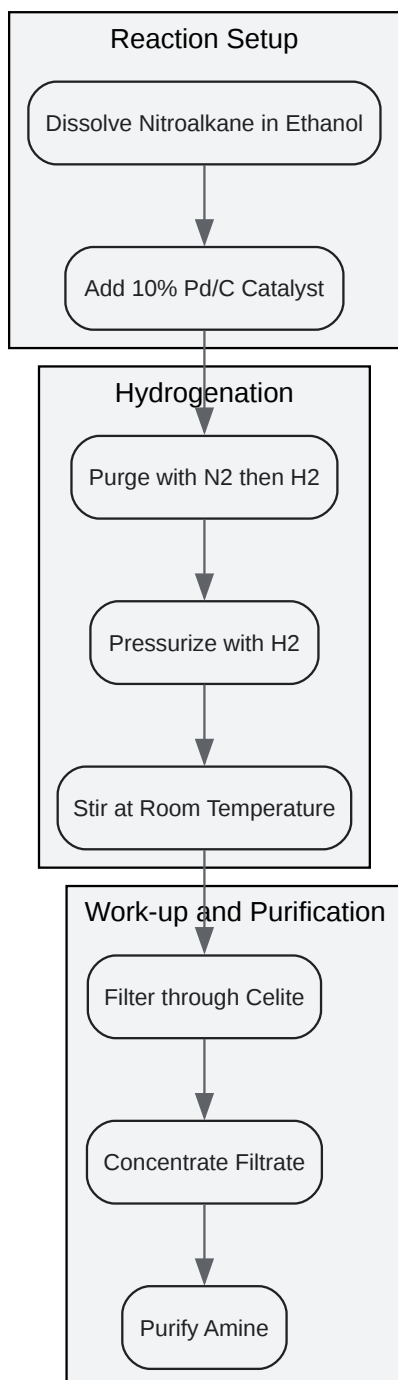 Reaction Setup
Dissolve Nitroalkane in Ethanol
Add 10% Pd/C Catalyst
Hydrogenation
Purge with N2 then H2
Pressurize with H2
Stir at Room Temperature
Work-up and Purification
Filter through Celite
Concentrate Filtrate
Purify Amine